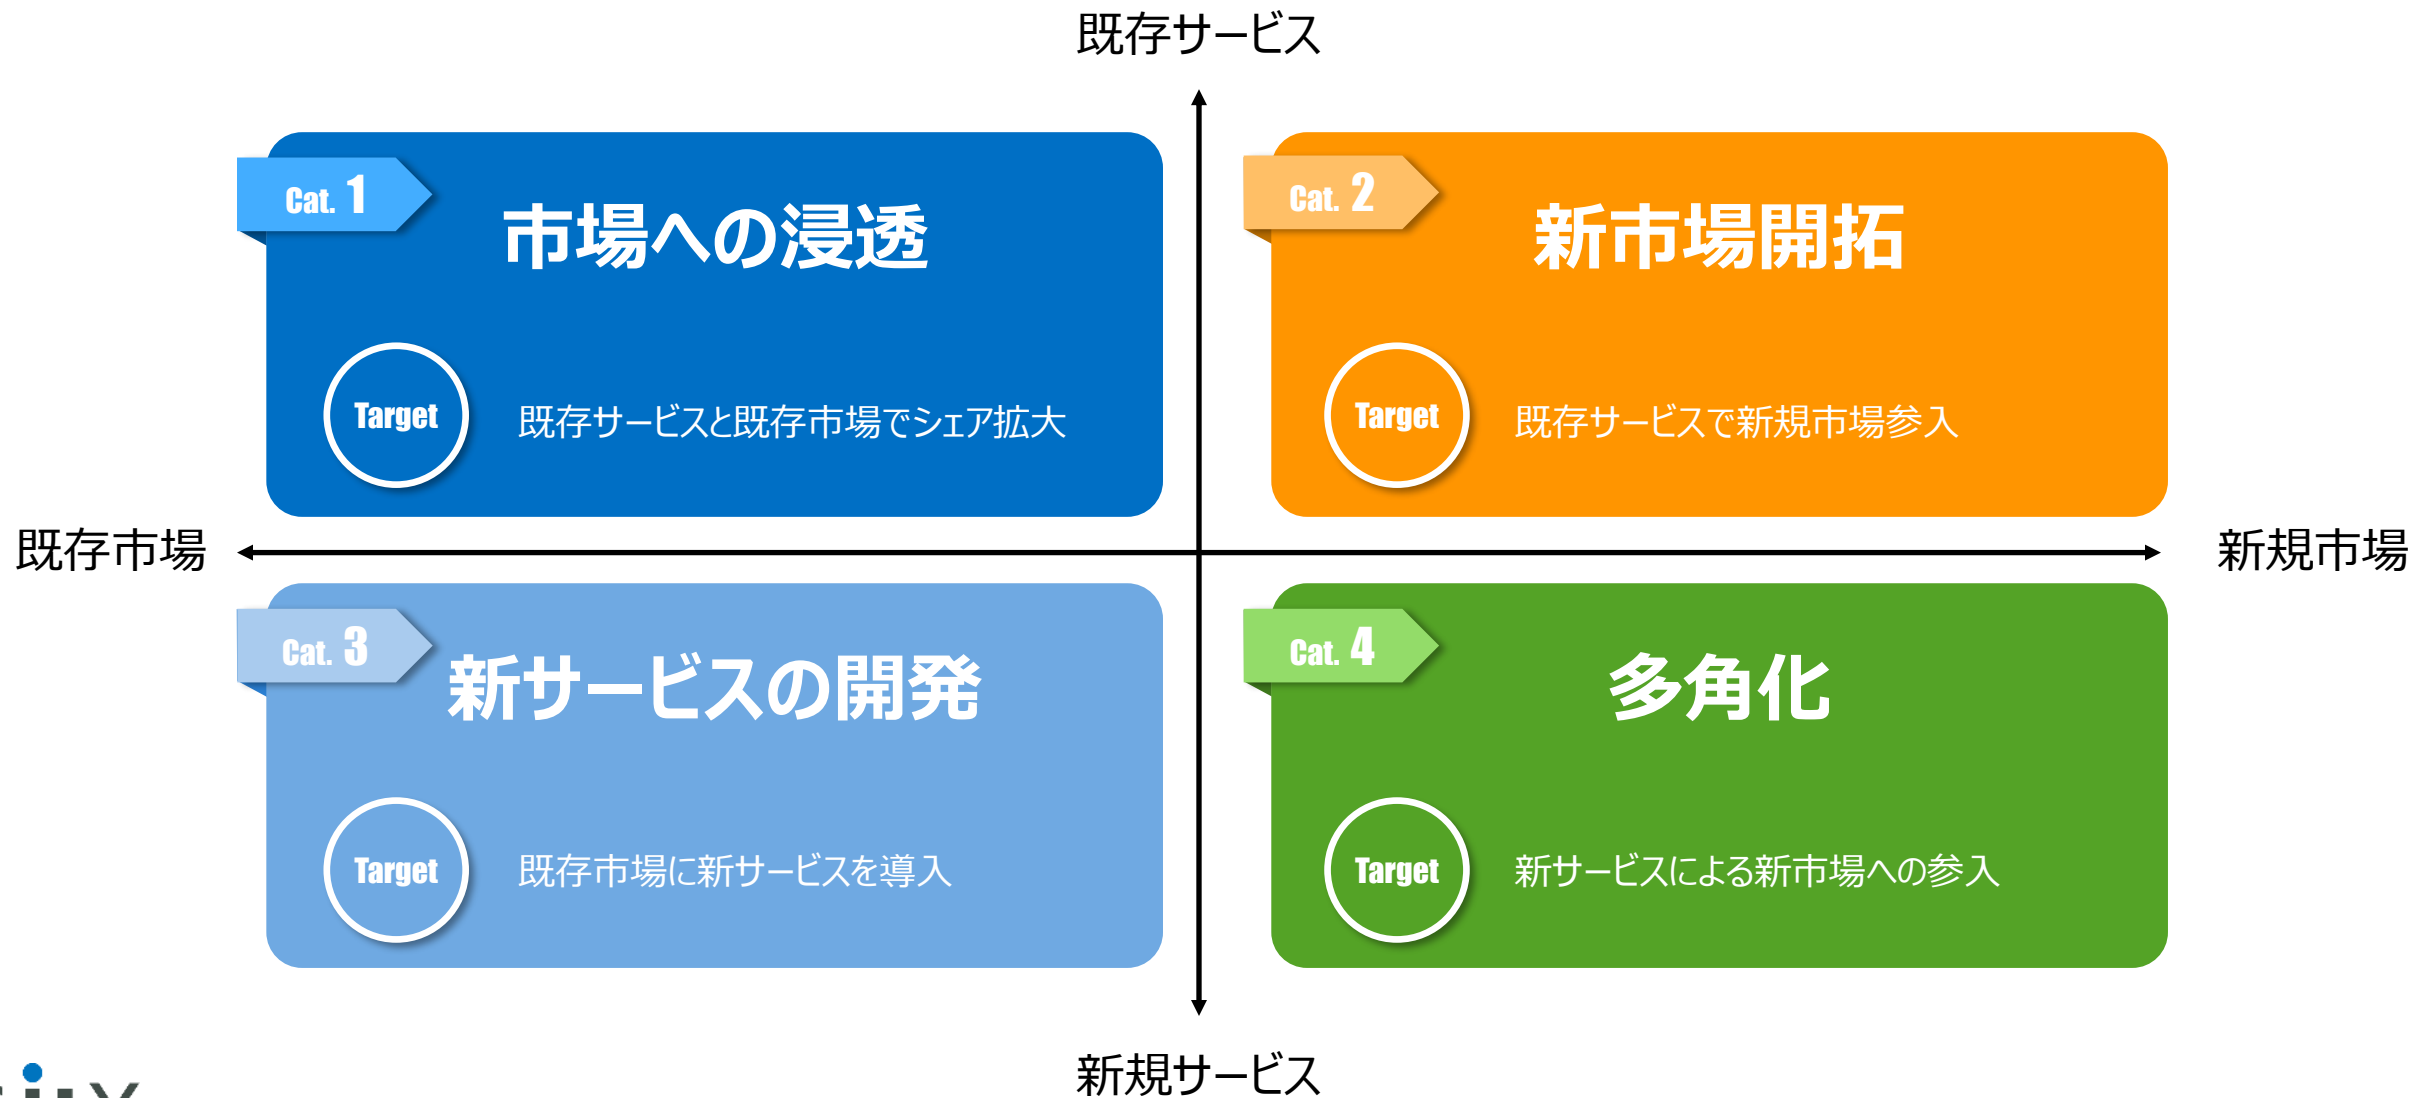 既存サービス
Cat. 1
市場への浸透
Target
既存サービスと既存市場でシェア拡大
Cat. 2
新市場開拓
Target
既存サービスで新規市場参入
既存市場
新規市場
Cat. 3
新サービスの開発
Target
既存市場に新サービスを導入
Cat. 4
多角化
Target
新サービスによる新市場への参入
新規サービス